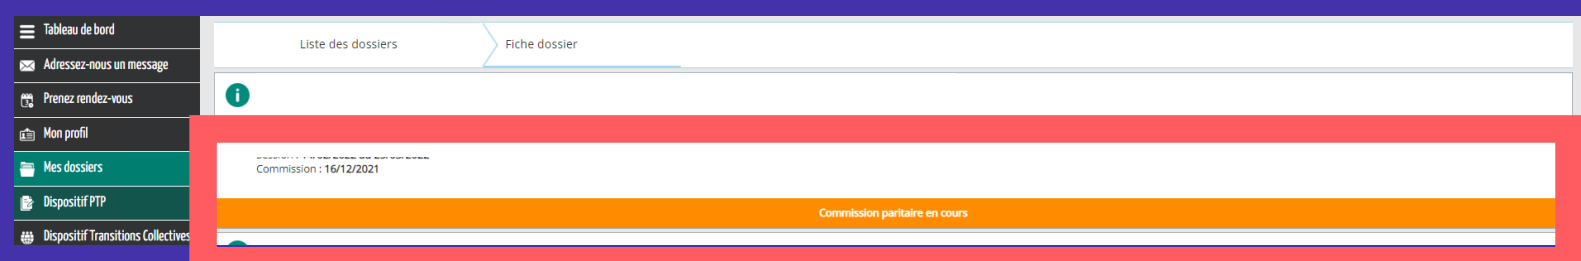 Tableau de bord
Adressez-nous un message
Prenez rendez-vous
Mon profil
Mes dossiers
Dispositif PTP
Dispositif Transitions Collectives
Liste des dossiers
Fiche dossier
Commission : 16/12/2021
Commission paritaire en cours